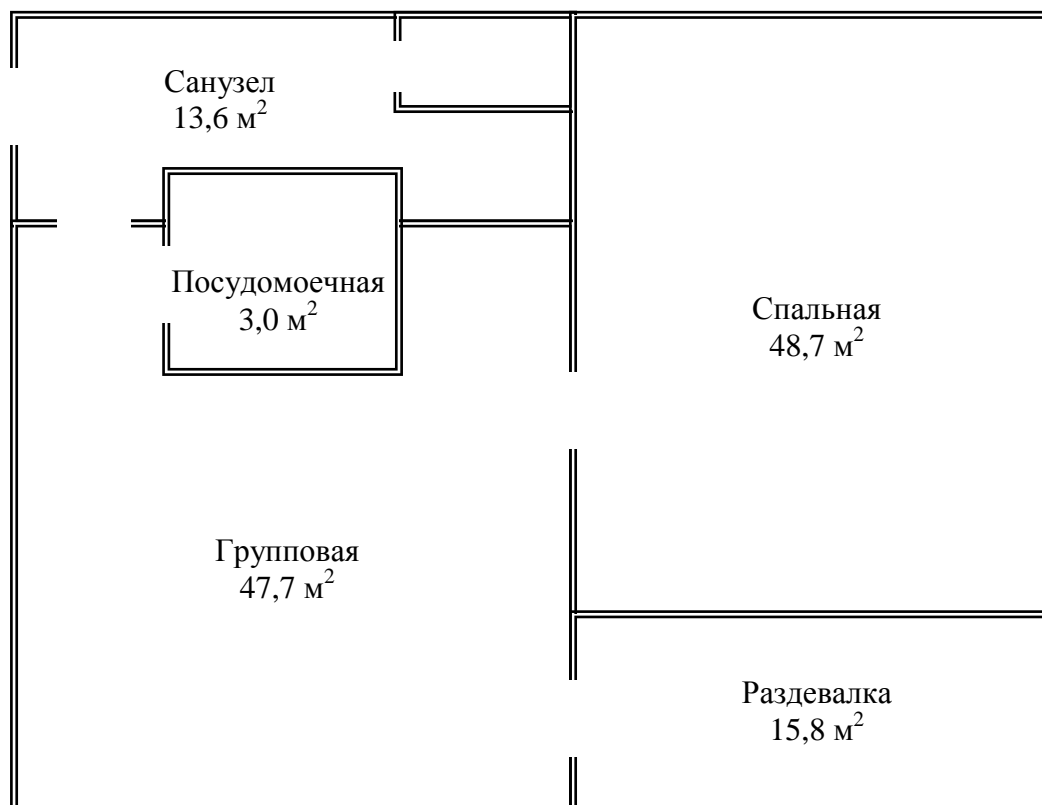 Санузел
13,6 м²
Посудомоечная
3,0 м²
Спальная
48,7 м²
Групповая
47,7 м²
Раздевалка
15,8 м²